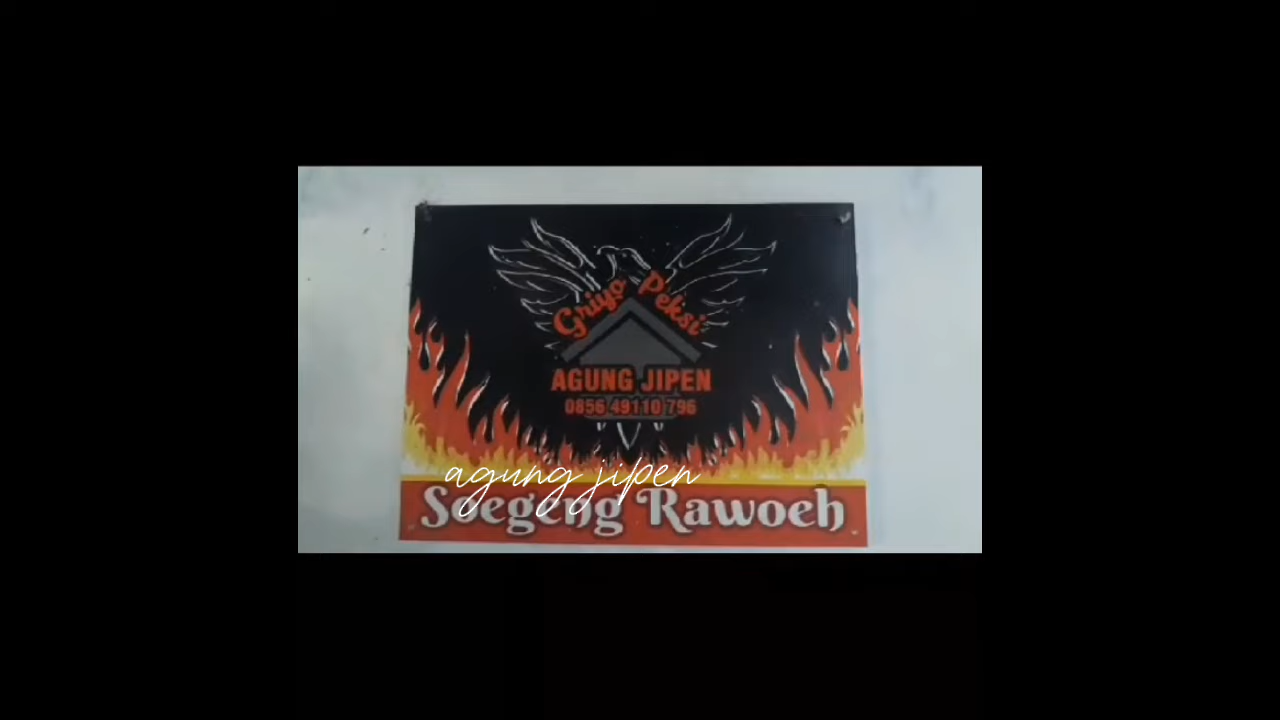 Griyo Peksi
AGUNG JIPEN
0856 49110 796
agung jipen
Soegeng Rawoeh